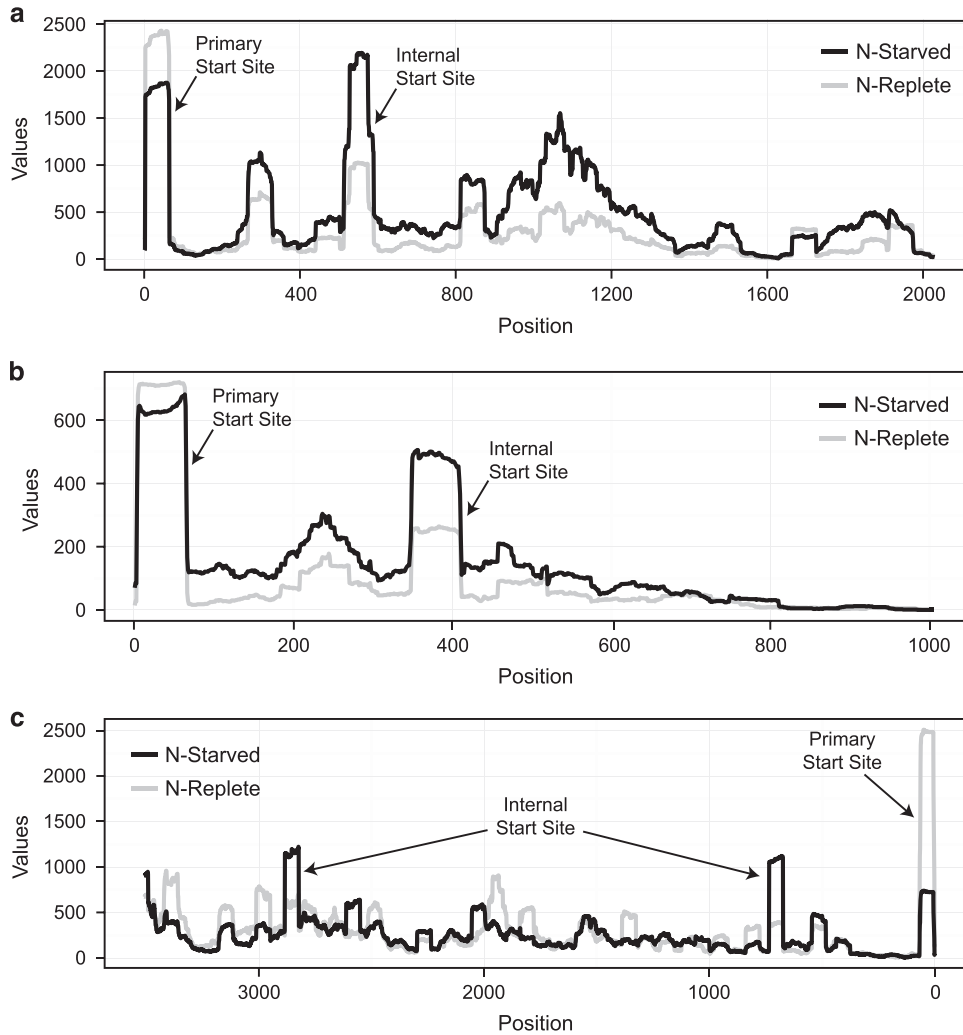 a
2500
2000
1500
1000
500
0
Values
Primary
Start Site
Internal
Start Site
N-Starved
N-Replete
0 400 800 1200 1600 2000
Position
b
600
400
200
0
Values
Primary
Start Site
Internal
Start Site
N-Starved
N-Replete
0 200 400 600 800 1000
Position
c
2500
2000
1500
1000
500
0
Values
N-Starved
N-Replete
Internal
Start Site
Primary
Start Site
3000 2000 1000 0
Position